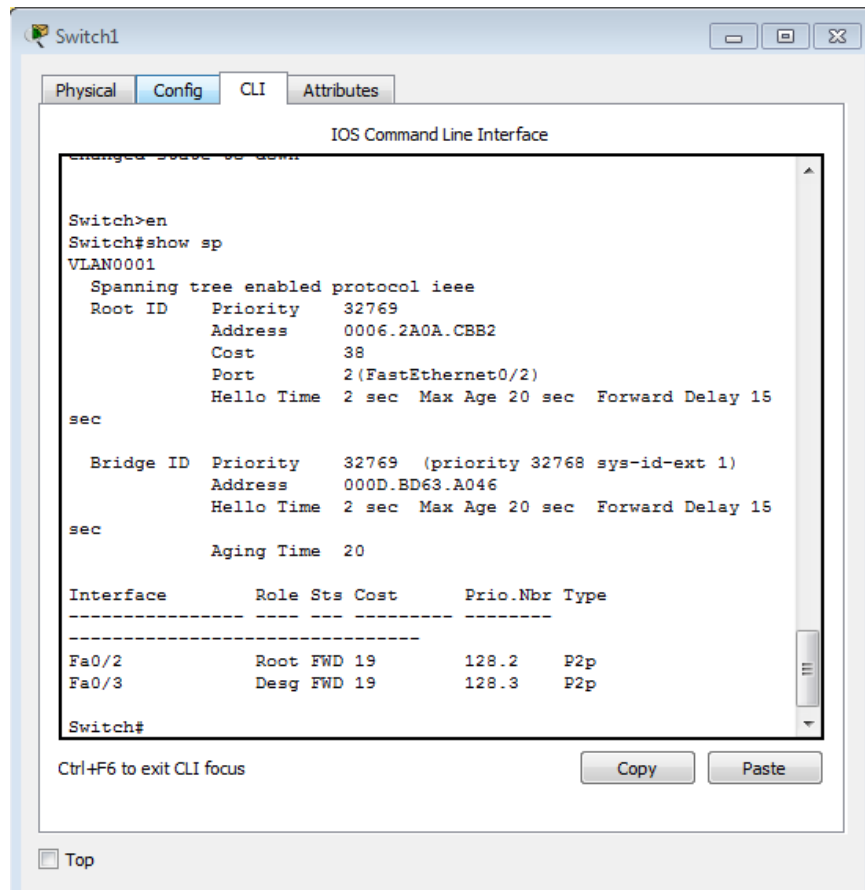 Switch1
Physical Config CLI Attributes
IOS Command Line Interface
changed state to down
Switch>en
Switch#show sp
VLAN0001
  Spanning tree enabled protocol ieee
  Root ID    Priority    32769
             Address     0006.2A0A.CBB2
             Cost        38
             Port        2(FastEthernet0/2)
             Hello Time  2 sec  Max Age 20 sec  Forward Delay 15
sec
  Bridge ID  Priority    32769  (priority 32768 sys-id-ext 1)
             Address     000D.BD63.A046
             Hello Time  2 sec  Max Age 20 sec  Forward Delay 15
sec
             Aging Time  20
Interface        Role Sts Cost      Prio.Nbr Type
---------------- ---- --- --------- --------
--------------------------------
Fa0/2            Root FWD 19        128.2    P2p
Fa0/3            Desg FWD 19        128.3    P2p
Switch#
Ctrl+F6 to exit CLI focus
Copy Paste
Top